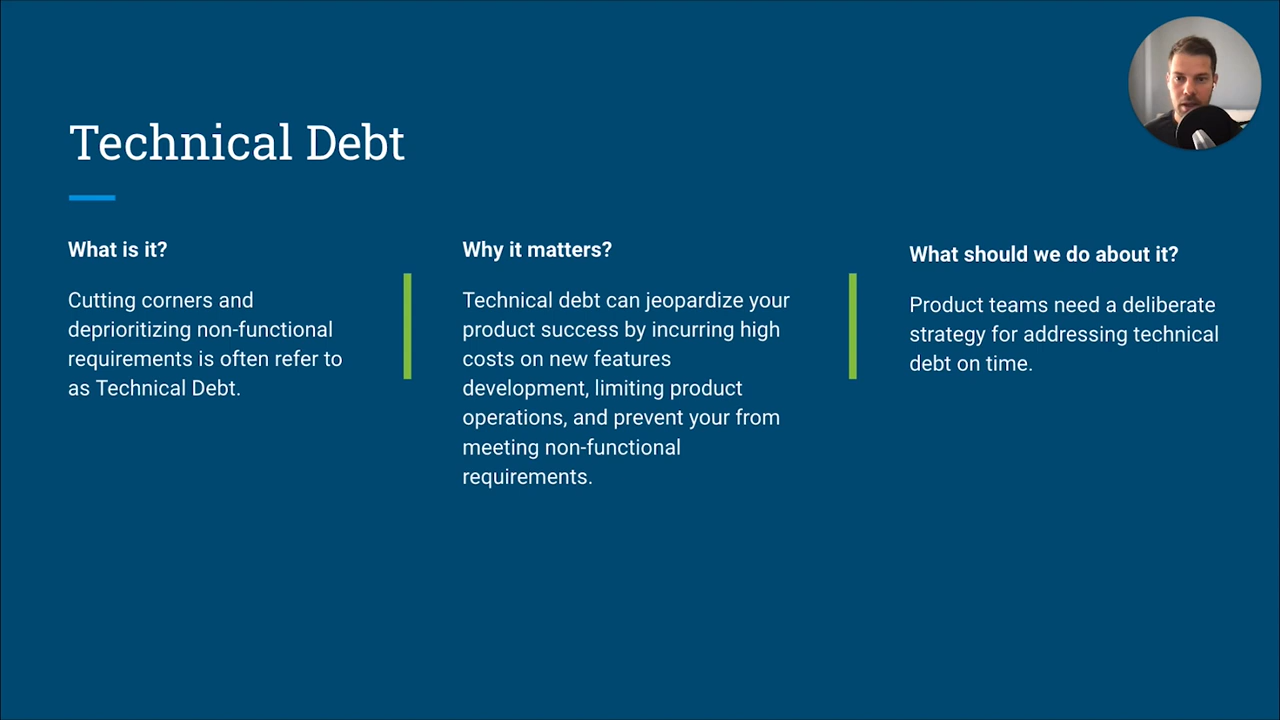 Technical Debt
What is it?
Cutting corners and
deprioritizing non-functional
requirements is often refer to
as Technical Debt.
Why it matters?
Technical debt can jeopardize your
product success by incurring high
costs on new features
development, limiting product
operations, and prevent your from
meeting non-functional
requirements.
What should we do about it?
Product teams need a deliberate
strategy for addressing technical
debt on time.